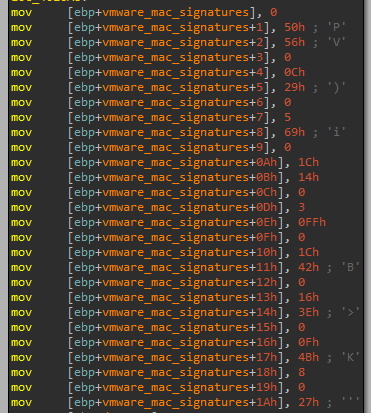 mov [ebp+vmware_mac_signatures], 0
mov [ebp+vmware_mac_signatures+1], 50h ; 'P'
mov [ebp+vmware_mac_signatures+2], 56h ; 'V'
mov [ebp+vmware_mac_signatures+3], 0
mov [ebp+vmware_mac_signatures+4], 0Ch
mov [ebp+vmware_mac_signatures+5], 29h ; ')'
mov [ebp+vmware_mac_signatures+6], 0
mov [ebp+vmware_mac_signatures+7], 5
mov [ebp+vmware_mac_signatures+8], 69h ; 'i'
mov [ebp+vmware_mac_signatures+9], 0
mov [ebp+vmware_mac_signatures+0Ah], 1Ch
mov [ebp+vmware_mac_signatures+0Bh], 14h
mov [ebp+vmware_mac_signatures+0Ch], 0
mov [ebp+vmware_mac_signatures+0Dh], 3
mov [ebp+vmware_mac_signatures+0Eh], 0FFh
mov [ebp+vmware_mac_signatures+0Fh], 0
mov [ebp+vmware_mac_signatures+10h], 1Ch
mov [ebp+vmware_mac_signatures+11h], 42h ; 'B'
mov [ebp+vmware_mac_signatures+12h], 0
mov [ebp+vmware_mac_signatures+13h], 16h
mov [ebp+vmware_mac_signatures+14h], 3Eh ; '>'
mov [ebp+vmware_mac_signatures+15h], 0
mov [ebp+vmware_mac_signatures+16h], 0Fh
mov [ebp+vmware_mac_signatures+17h], 4Bh ; 'K'
mov [ebp+vmware_mac_signatures+18h], 8
mov [ebp+vmware_mac_signatures+19h], 0
mov [ebp+vmware_mac_signatures+1Ah], 27h ; '''